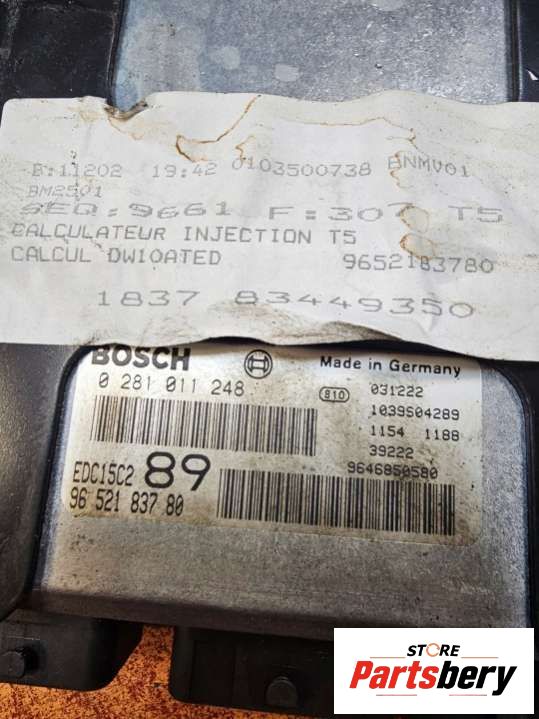 B:11202 19:42 0103500738 BNMV01
BM2501
SEQ:9661 F:307 T5
CALCULATEUR INJECTION T5
CALCUL DW10ATED 9652183780
1837 83449350
BOSCH Made in Germany
0 281 011 248 810 031222
1039S04289
1154 1188
39222
EDC15C2 89 9646850580
96 521 837 80
STORE
Partsbery